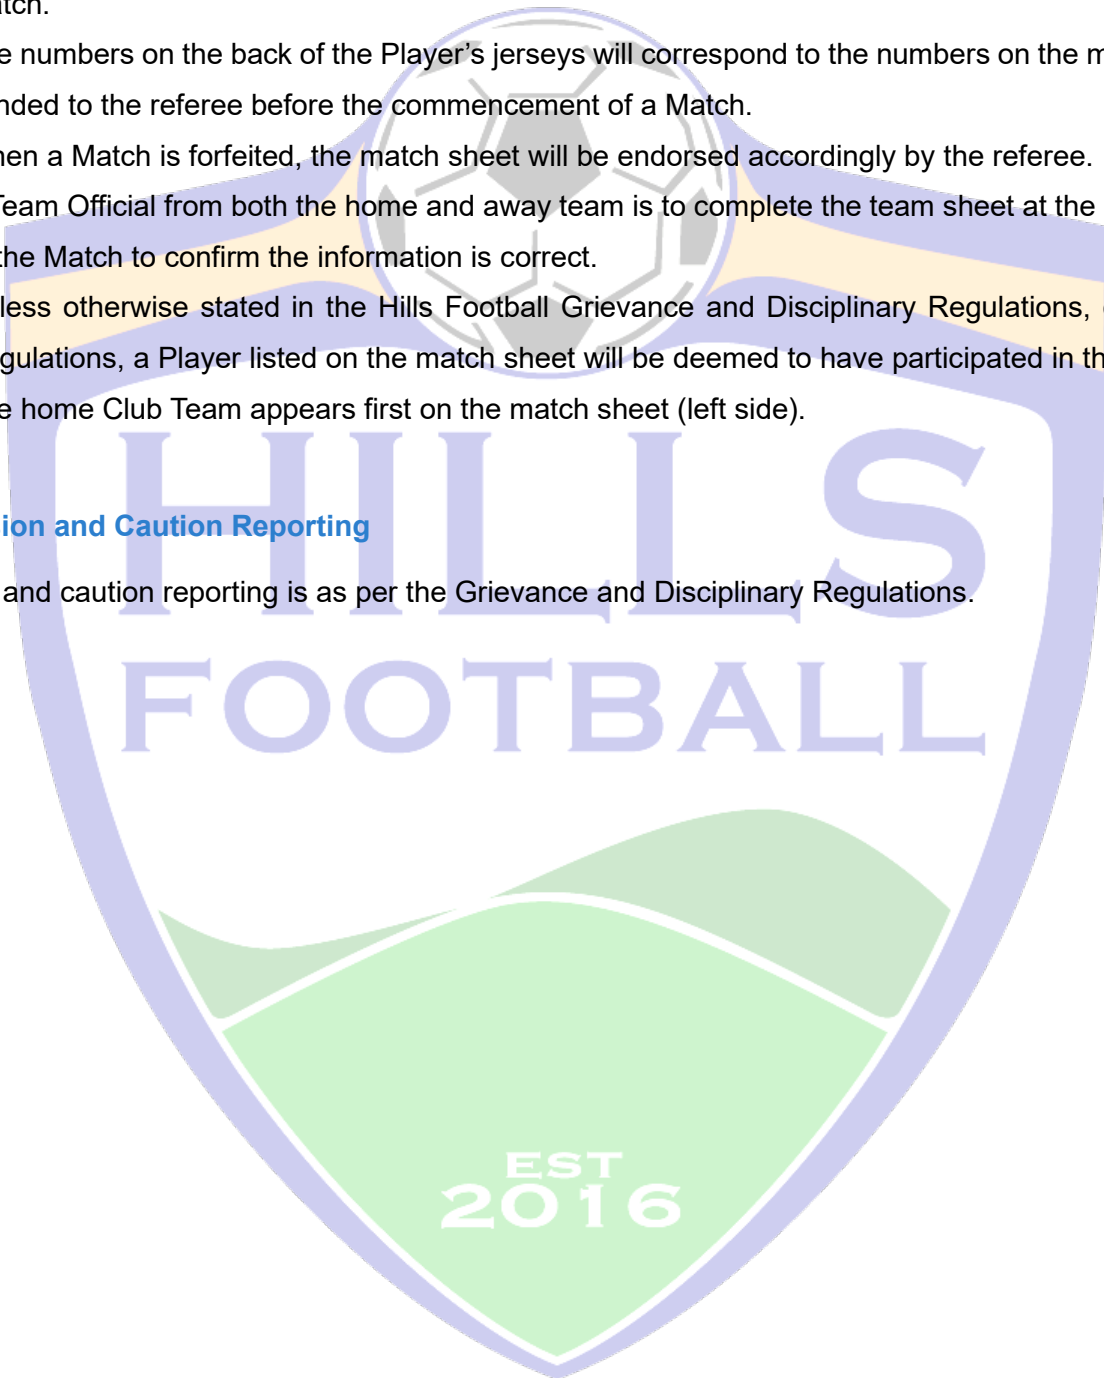 atch.
e numbers on the back of the Player’s jerseys will correspond to the numbers on the m
nded to the referee before the commencement of a Match.
hen a Match is forfeited, the match sheet will be endorsed accordingly by the referee.
Team Official from both the home and away team is to complete the team sheet at the
the Match to confirm the information is correct.
less otherwise stated in the Hills Football Grievance and Disciplinary Regulations,
gulations, a Player listed on the match sheet will be deemed to have participated in th
e home Club Team appears first on the match sheet (left side).
HILLS
sion and Caution Reporting
and caution reporting is as per the Grievance and Disciplinary Regulations.
FOOTBALL
EST
2016